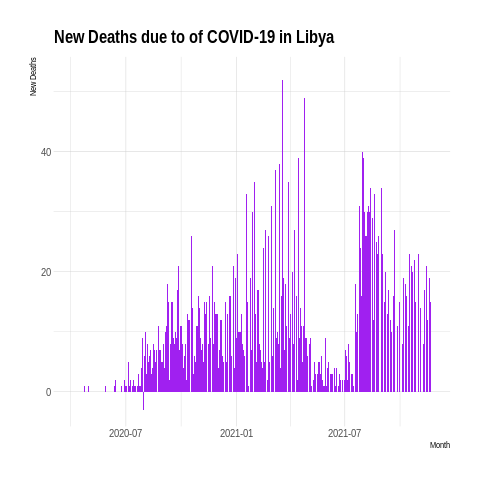 New Deaths due to of COVID-19 in Libya
New Deaths
40
20
0
2020-07
2021-01
2021-07
Month